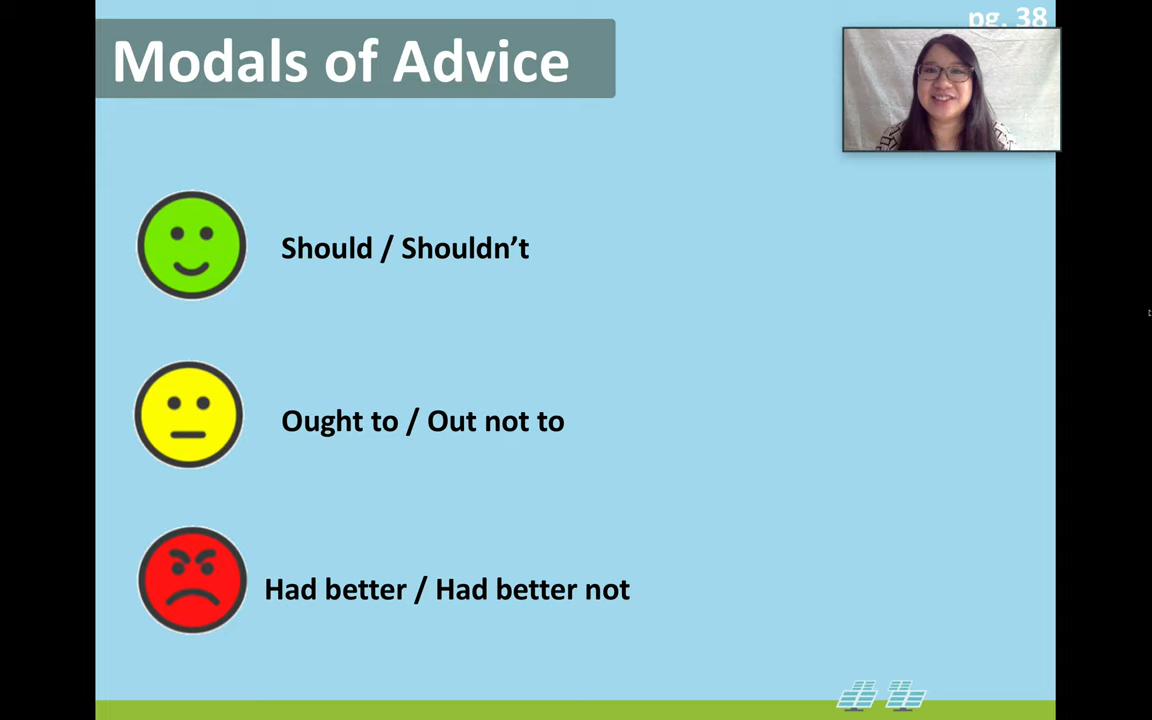 pg. 38
Modals of Advice
Should / Shouldn’t
Ought to / Out not to
Had better / Had better not